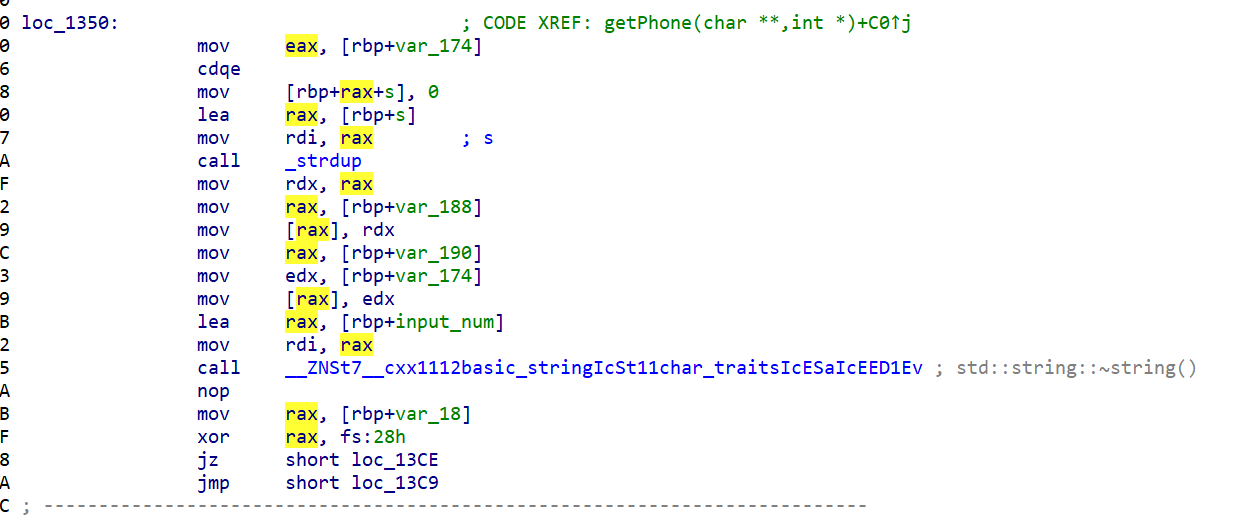 0 loc_1350: ; CODE XREF: getPhone(char **,int *)+C0↑j
0 mov eax, [rbp+var_174]
6 cdqe
8 mov [rbp+rax+s], 0
0 lea rax, [rbp+s]
7 mov rdi, rax ; s
A call _strdup
F mov rdx, rax
2 mov rax, [rbp+var_188]
9 mov [rax], rdx
C mov rax, [rbp+var_190]
3 mov edx, [rbp+var_174]
9 mov [rax], edx
B lea rax, [rbp+input_num]
2 mov rdi, rax
5 call __ZNSt7__cxx1112basic_stringIcSt11char_traitsIcESaIcEED1Ev ; std::string::~string()
A nop
B mov rax, [rbp+var_18]
F xor rax, fs:28h
8 jz short loc_13CE
A jmp short loc_13C9
C ; ---------------------------------------------------------------------------